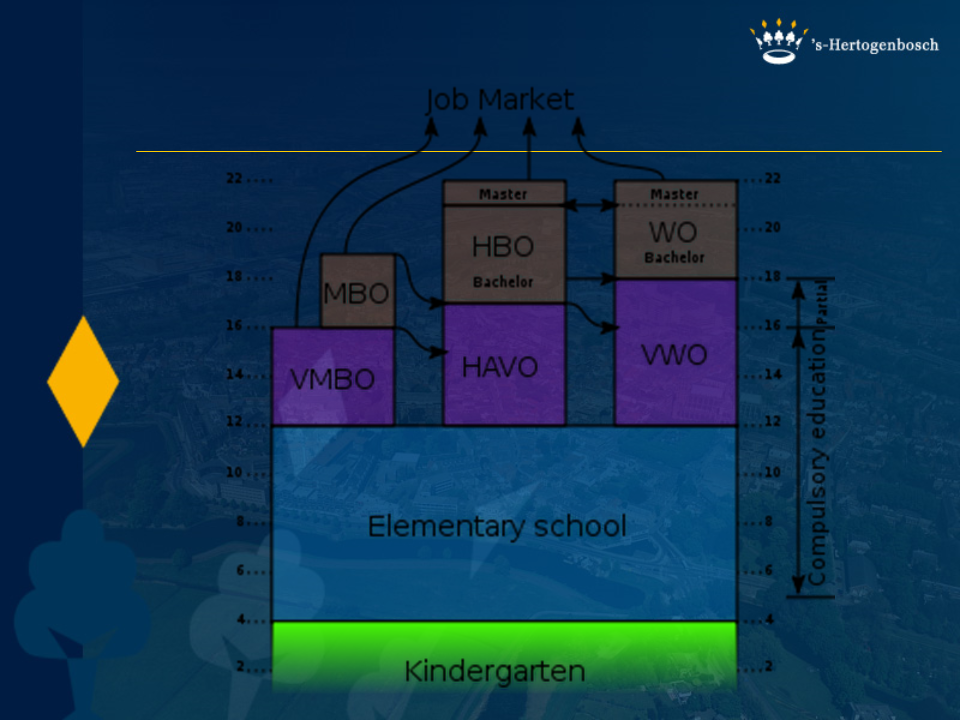 's-Hertogenbosch
Job Market
22 22
Master Master
20 20
HBO WO
Bachelor Bachelor
18 18
MBO
Partial
16 16
VMBO HAVO VWO
14 14
12 12
Compulsory education
10 10
Elementary school
8 8
6 6
4 4
Kindergarten
2 2